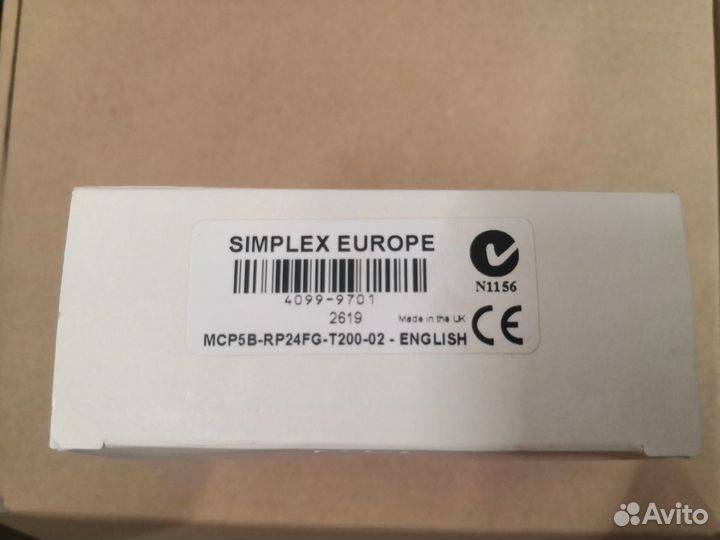 SIMPLEX EUROPE
4099-9701
N1156
2619 Made in the UK
MCP5B-RP24FG-T200-02 - ENGLISH CE
Avito